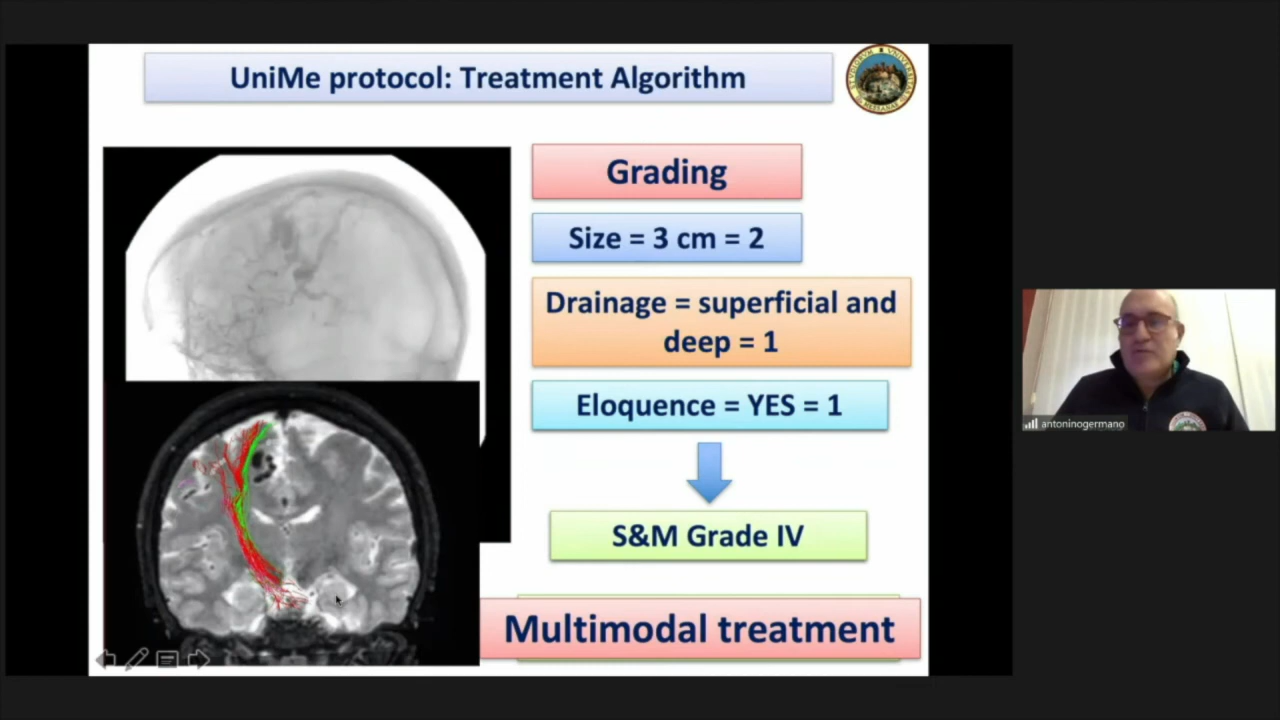 UniMe protocol: Treatment Algorithm
Grading
Size = 3 cm = 2
Drainage = superficial and
deep = 1
Eloquence = YES = 1
S&M Grade IV
Multimodal treatment
antoninogermano